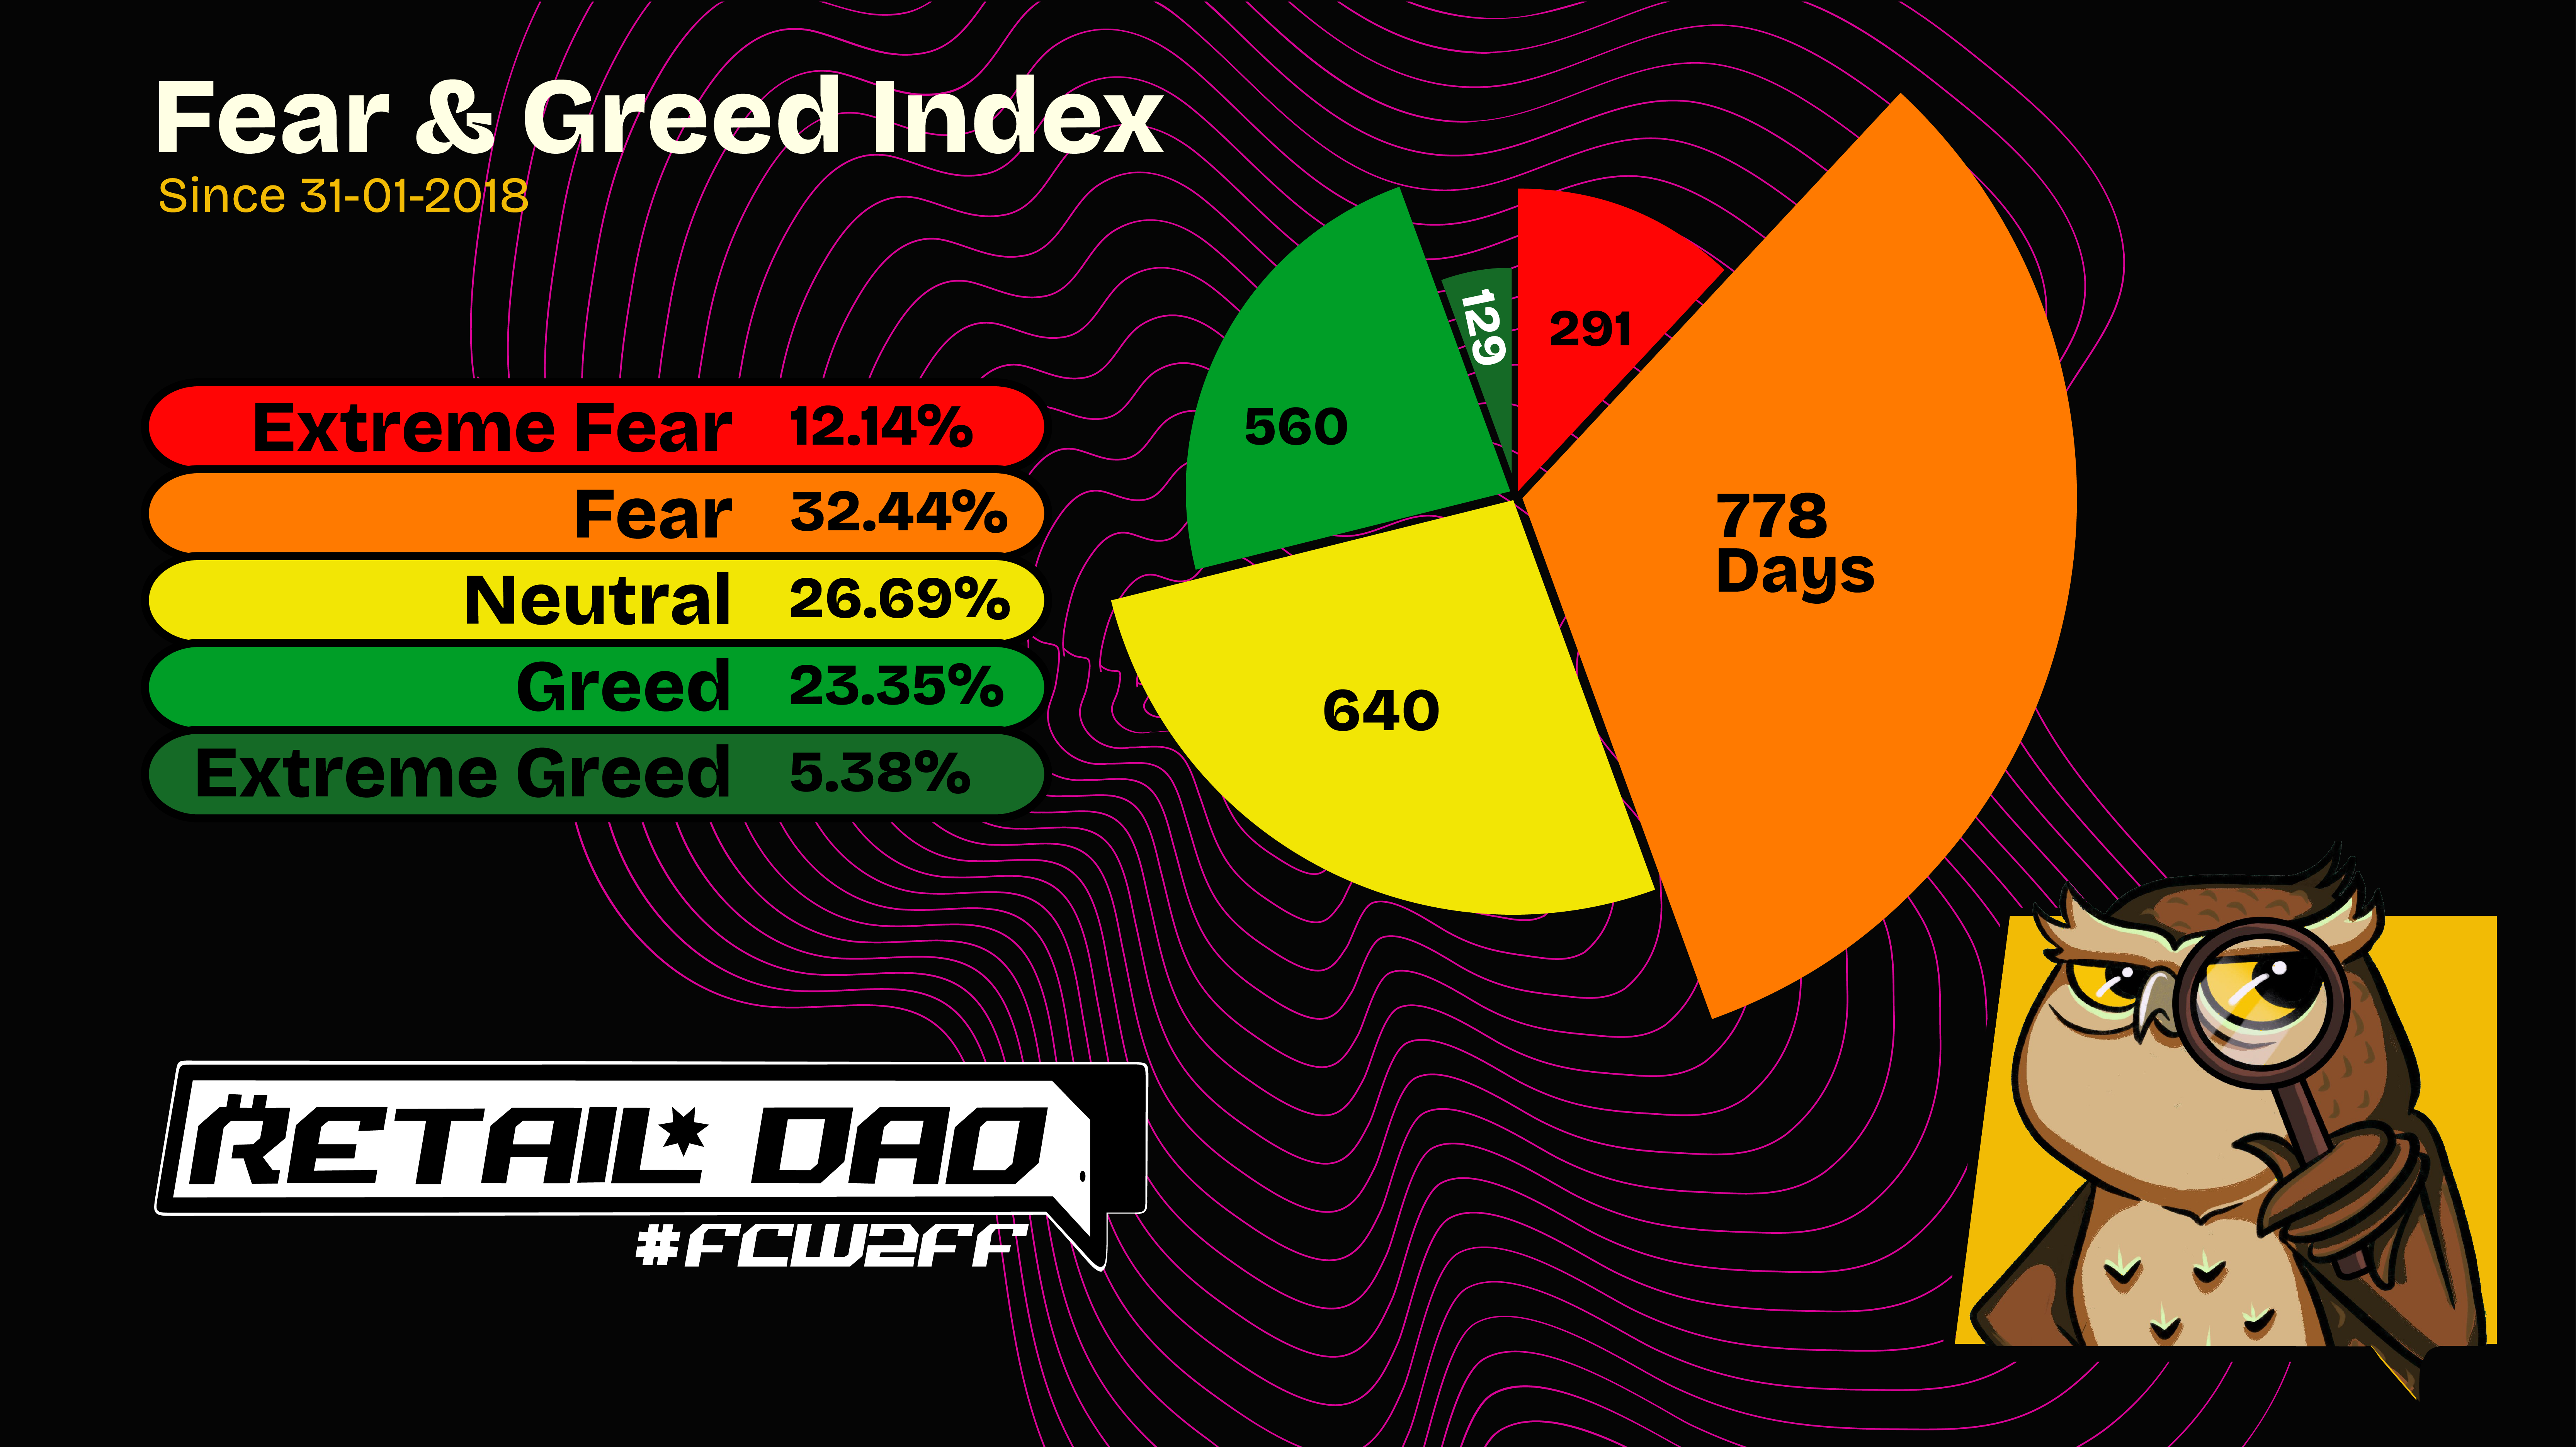 Fear & Greed Index
Since 31-01-2018
Extreme Fear 12.14%
Fear 32.44%
Neutral 26.69%
Greed 23.35%
Extreme Greed 5.38%
291
778
Days
640
560
129
RETAIL DAO
#FCW2FF